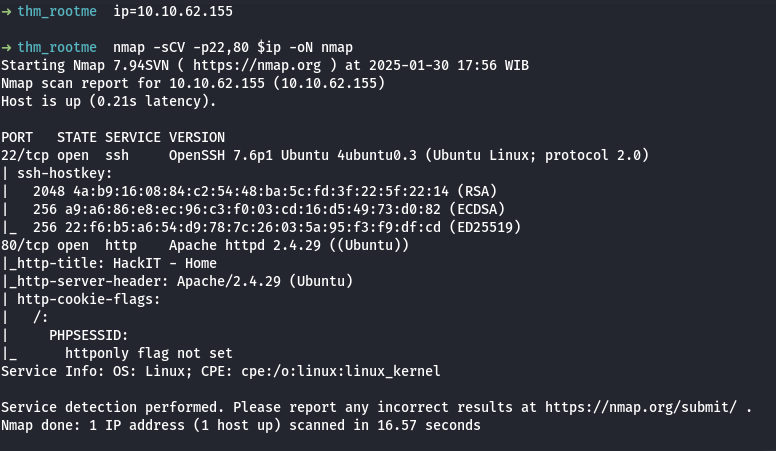 → thm_rootme ip=10.10.62.155
→ thm_rootme nmap -sCV -p22,80 $ip -oN nmap
Starting Nmap 7.94SVN ( https://nmap.org ) at 2025-01-30 17:56 WIB
Nmap scan report for 10.10.62.155 (10.10.62.155)
Host is up (0.21s latency).
PORT   STATE SERVICE VERSION
22/tcp open  ssh     OpenSSH 7.6p1 Ubuntu 4ubuntu0.3 (Ubuntu Linux; protocol 2.0)
| ssh-hostkey:
|   2048 4a:b9:16:08:84:c2:54:48:ba:5c:fd:3f:22:5f:22:14 (RSA)
|   256 a9:a6:86:e8:ec:96:c3:f0:03:cd:16:d5:49:73:d0:82 (ECDSA)
|_  256 22:f6:b5:a6:54:d9:78:7c:26:03:5a:95:f3:f9:df:cd (ED25519)
80/tcp open  http    Apache httpd 2.4.29 ((Ubuntu))
|_http-title: HackIT - Home
|_http-server-header: Apache/2.4.29 (Ubuntu)
| http-cookie-flags:
|   /:
|     PHPSESSID:
|_      httponly flag not set
Service Info: OS: Linux; CPE: cpe:/o:linux:linux_kernel
Service detection performed. Please report any incorrect results at https://nmap.org/submit/ .
Nmap done: 1 IP address (1 host up) scanned in 16.57 seconds